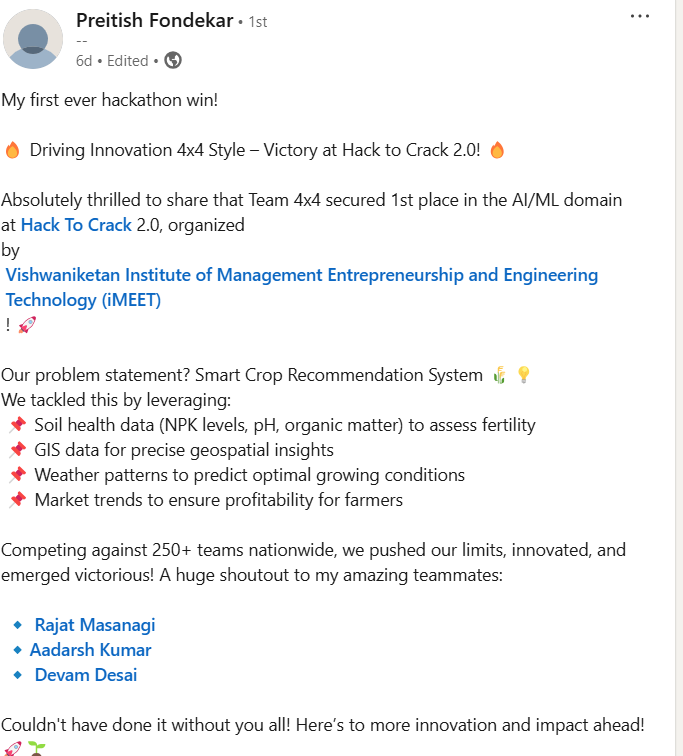 Preitish Fondekar • 1st
--
6d • Edited •
My first ever hackathon win!
🔥 Driving Innovation 4x4 Style – Victory at Hack to Crack 2.0! 🔥
Absolutely thrilled to share that Team 4x4 secured 1st place in the AI/ML domain
at Hack To Crack 2.0, organized
by
Vishwaniketan Institute of Management Entrepreneurship and Engineering
Technology (iMEET)
! 🚀
Our problem statement? Smart Crop Recommendation System 🌾 💡
We tackled this by leveraging:
📌 Soil health data (NPK levels, pH, organic matter) to assess fertility
📌 GIS data for precise geospatial insights
📌 Weather patterns to predict optimal growing conditions
📌 Market trends to ensure profitability for farmers
Competing against 250+ teams nationwide, we pushed our limits, innovated, and
emerged victorious! A huge shoutout to my amazing teammates:
🔹 Rajat Masanagi
🔹 Aadarsh Kumar
🔹 Devam Desai
Couldn't have done it without you all! Here’s to more innovation and impact ahead!
🚀🌱